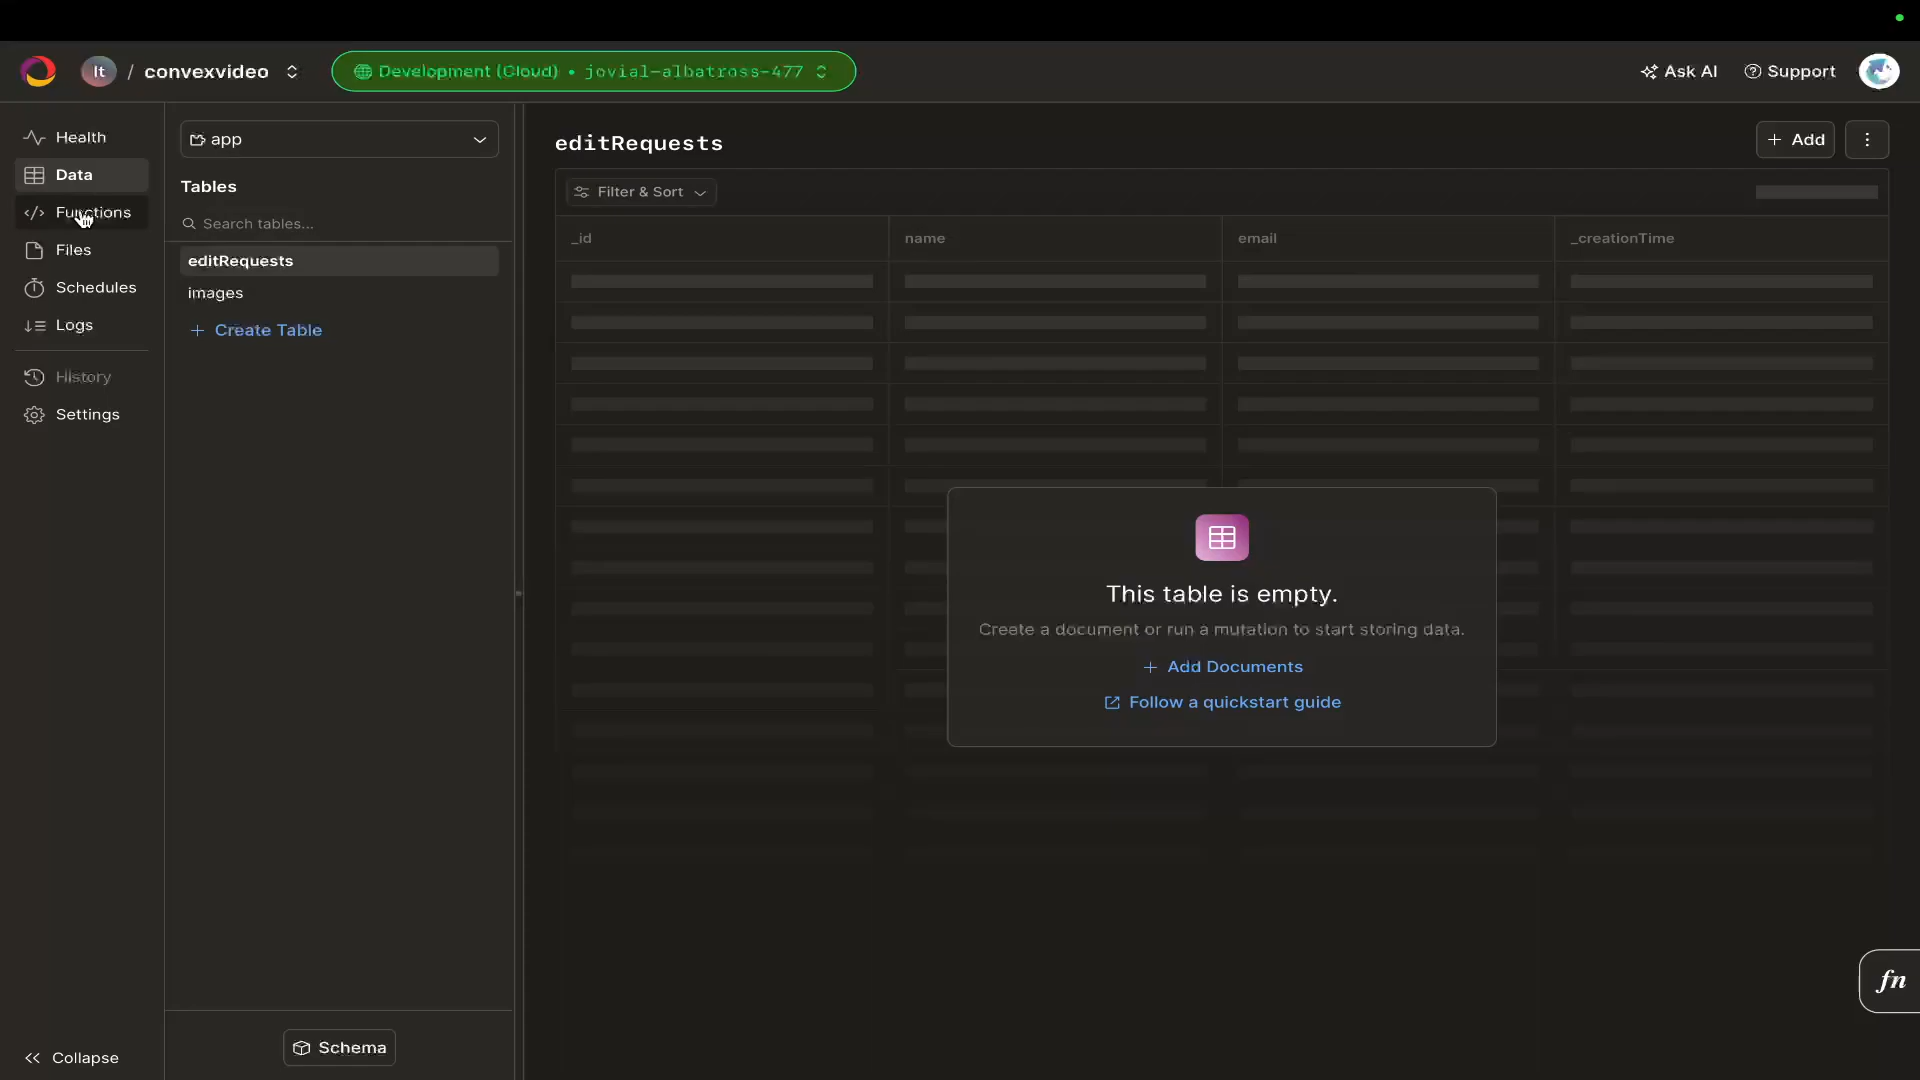 lt / convexvideo
Development (Cloud) • jovial-albatross-477
Ask AI
Support
Health
Data
Functions
Files
Schedules
Logs
History
Settings
Collapse
app
Tables
Search tables...
editRequests
images
+ Create Table
Schema
editRequests
+ Add
Filter & Sort
_id name email _creationTime
This table is empty.
Create a document or run a mutation to start storing data.
+ Add Documents
Follow a quickstart guide
fn